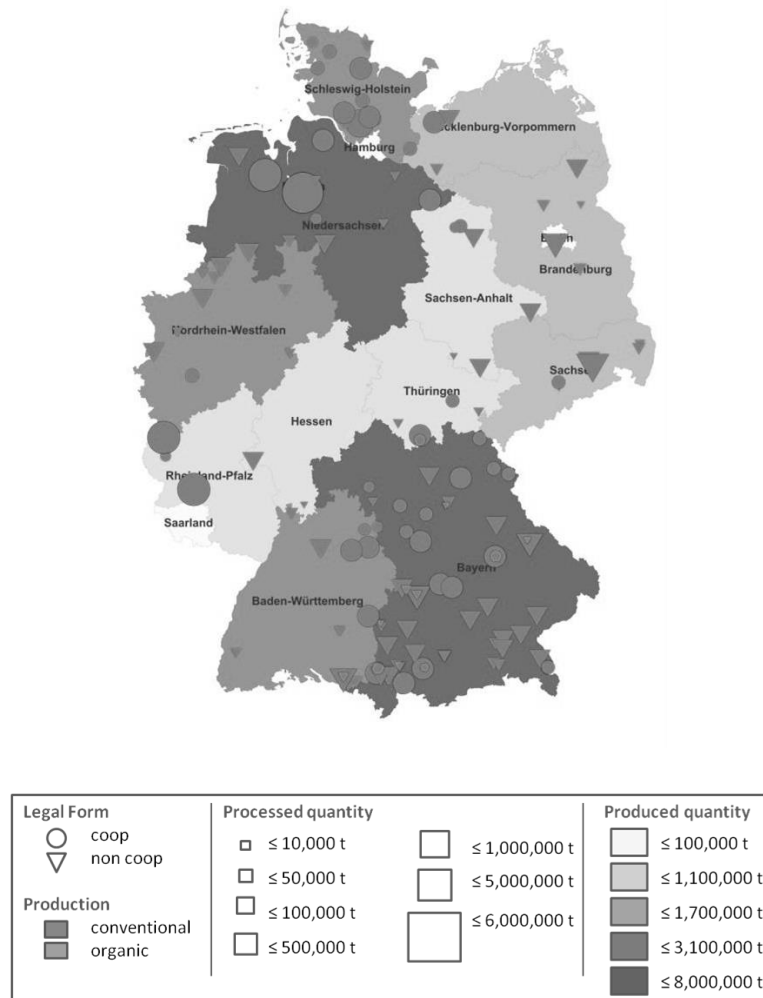 Schleswig-Holstein
cklenburg-Vorpommern
Hamburg
Niedersachsen
Brandenburg
Sachsen-Anhalt
Nordrhein-Westfalen
Sachse
Thüringen
Hessen
Rheinland-Pfalz
Saarland
Bayern
Baden-Württemberg
Legal Form
coop
non coop
Production
conventional
organic
Processed quantity
≤ 10,000 t
≤ 50,000 t
≤ 100,000 t
≤ 500,000 t
≤ 1,000,000 t
≤ 5,000,000 t
≤ 6,000,000 t
Produced quantity
≤ 100,000 t
≤ 1,100,000 t
≤ 1,700,000 t
≤ 3,100,000 t
≤ 8,000,000 t